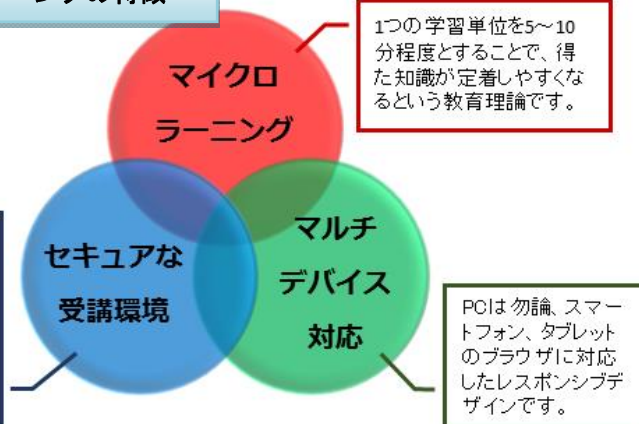 の特徴
マイクロ
ラーニング
1つの学習単位を5～10
分程度とすることで、得
た知識が定着しやすくな
るという教育理論です。
セキュアな
受講環境
マルチ
デバイス
対応
PCは勿論、スマー
トフォン、タブレット
のブラウザに対応
したレスポンシブデ
ザインです。